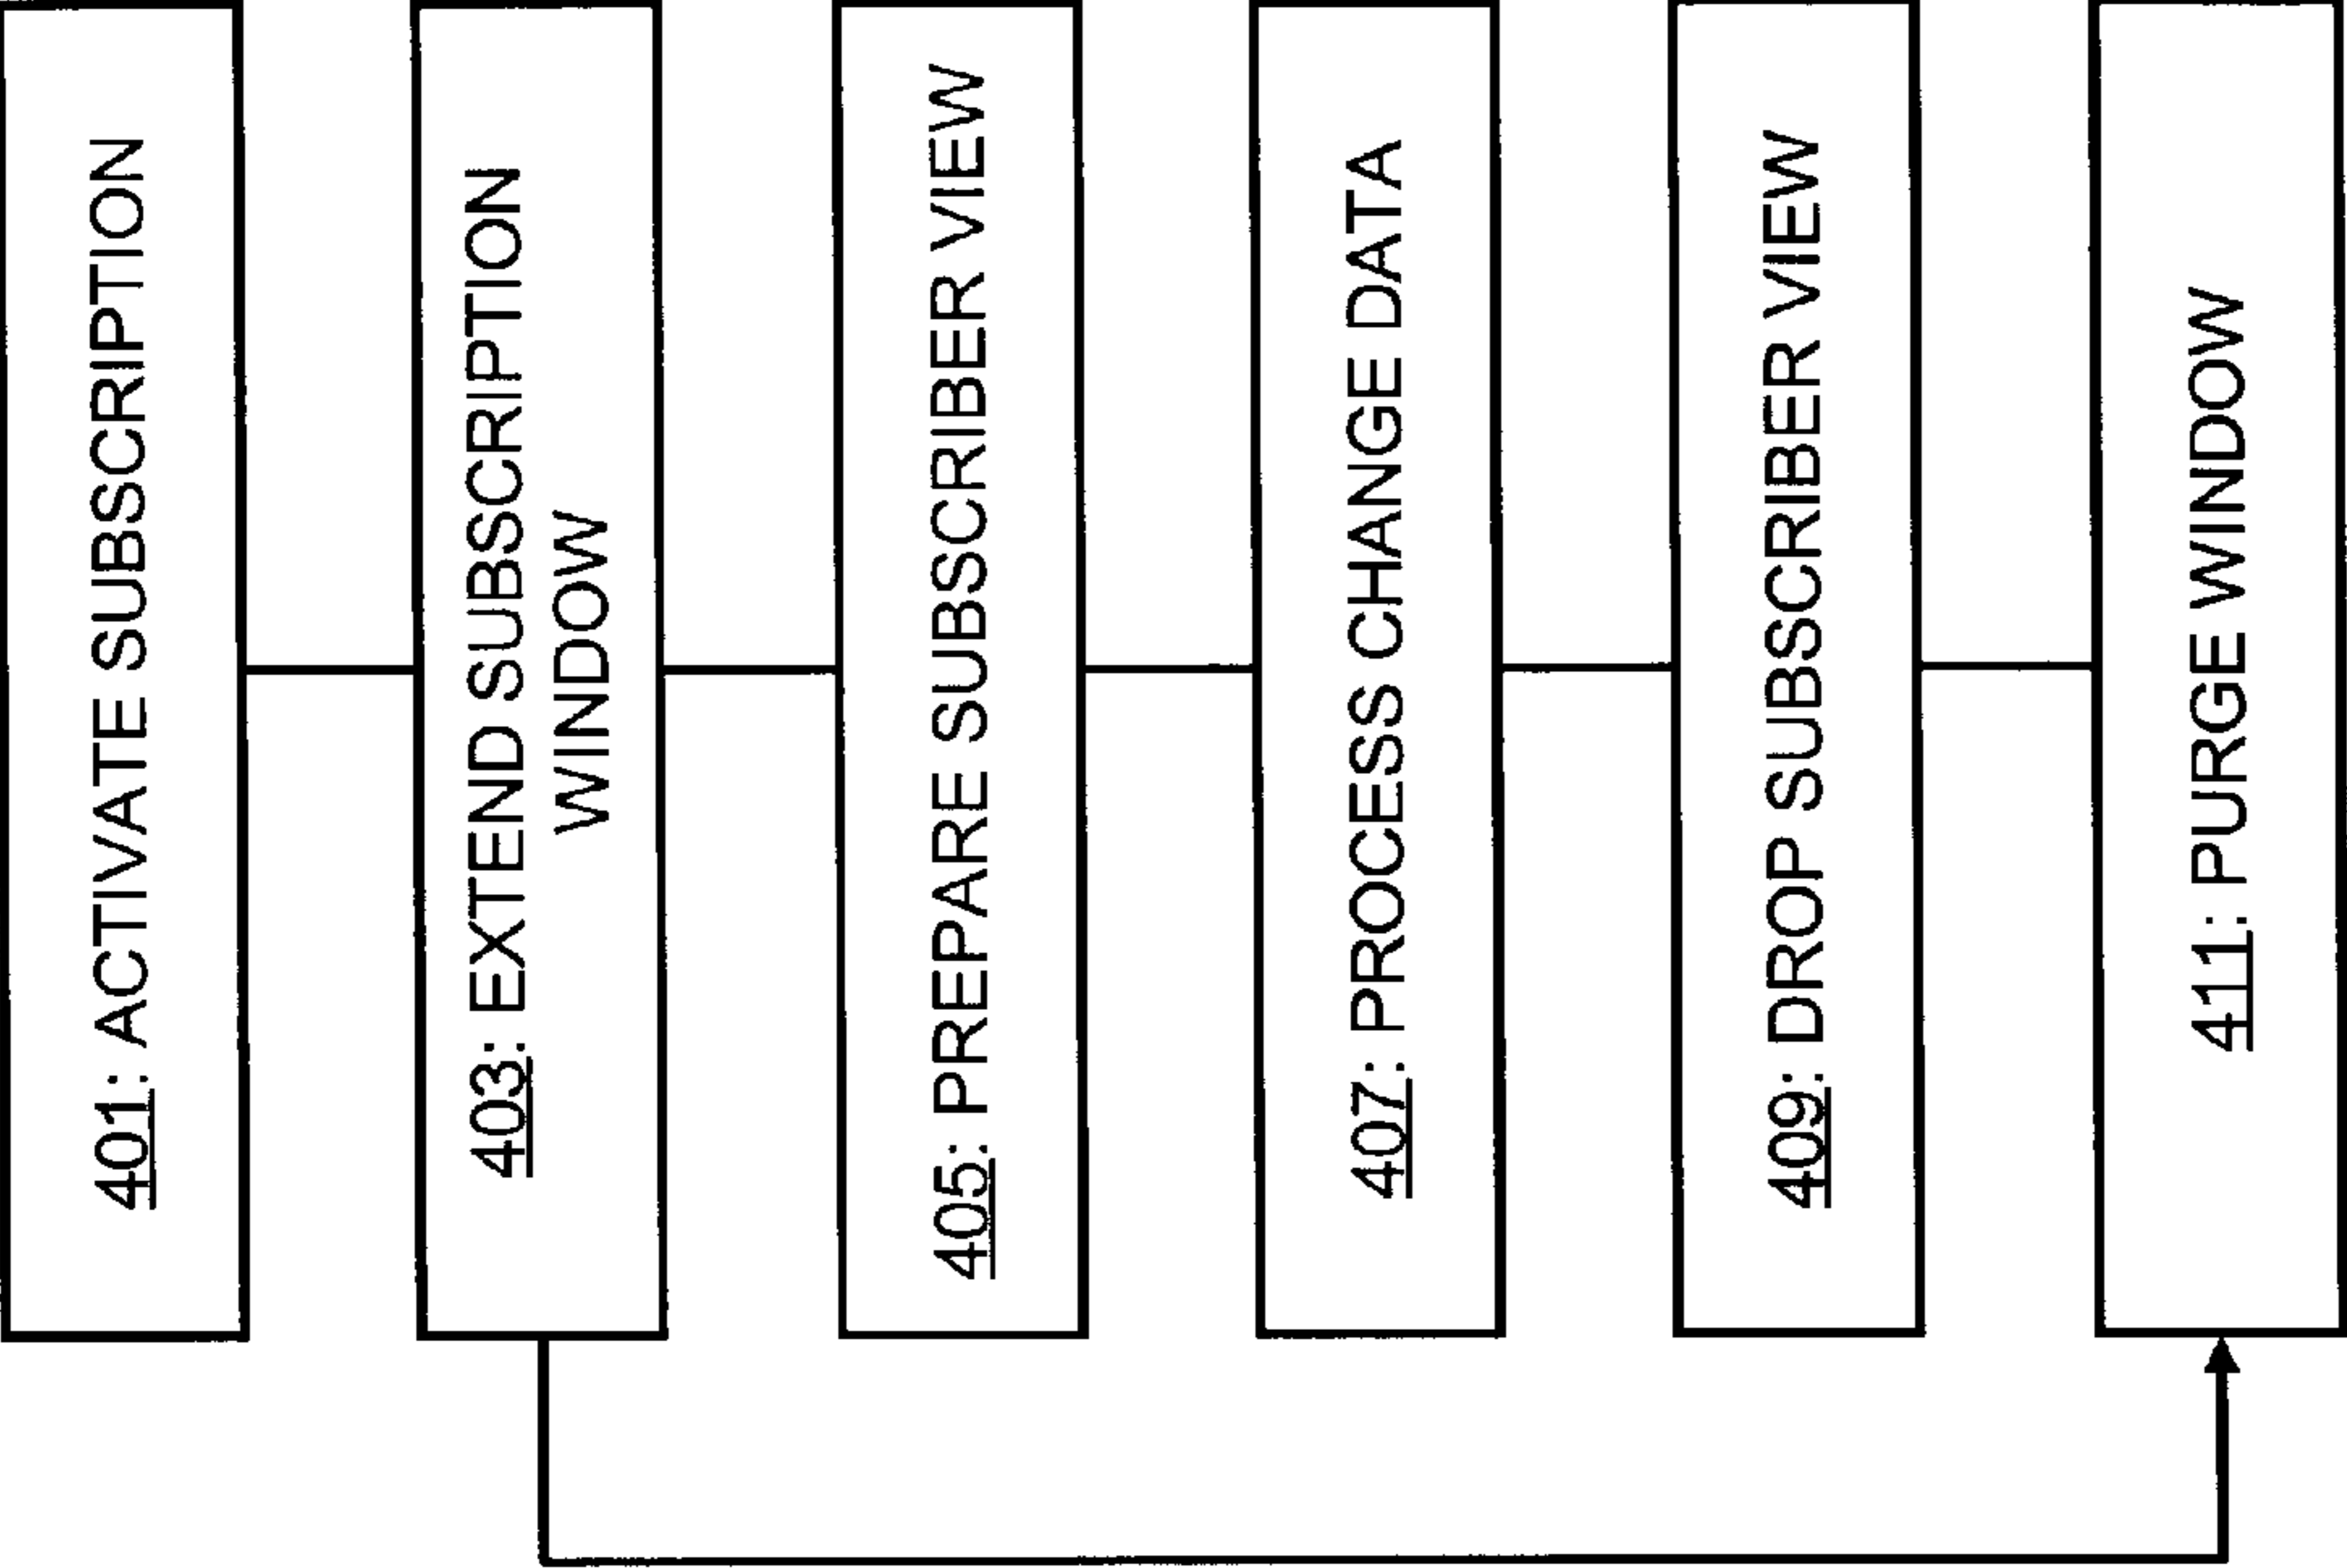 401: ACTIVATE SUBSCRIPTION
403: EXTEND SUBSCRIPTION
WINDOW
405: PREPARE SUBSCRIBER VIEW
407: PROCESS CHANGE DATA
409: DROP SUBSCRIBER VIEW
411: PURGE WINDOW